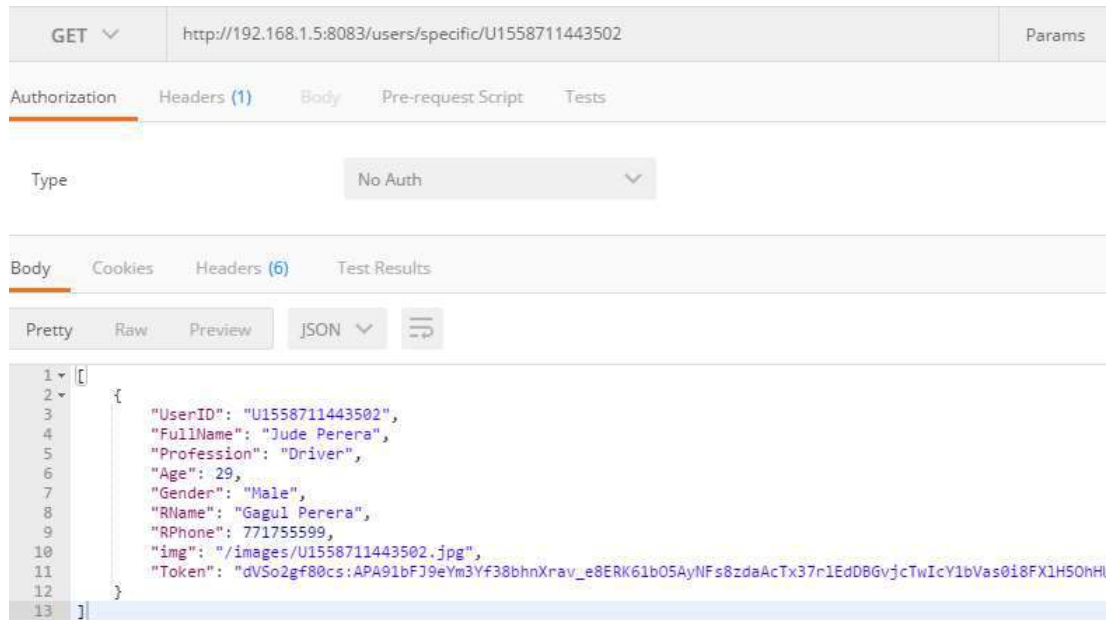 GET http://192.168.1.5:8083/users/specific/U1558711443502 Params
Authorization Headers (1) Body Pre-request Script Tests
Type No Auth
Body Cookies Headers (6) Test Results
Pretty Raw Preview JSON
1 [
2 {
3 "UserID": "U1558711443502",
4 "FullName": "Jude Perera",
5 "Profession": "Driver",
6 "Age": 29,
7 "Gender": "Male",
8 "RName": "Gagul Perera",
9 "RPhone": 771755599,
10 "img": "/images/U1558711443502.jpg",
11 "Token":
12 }
13 ]